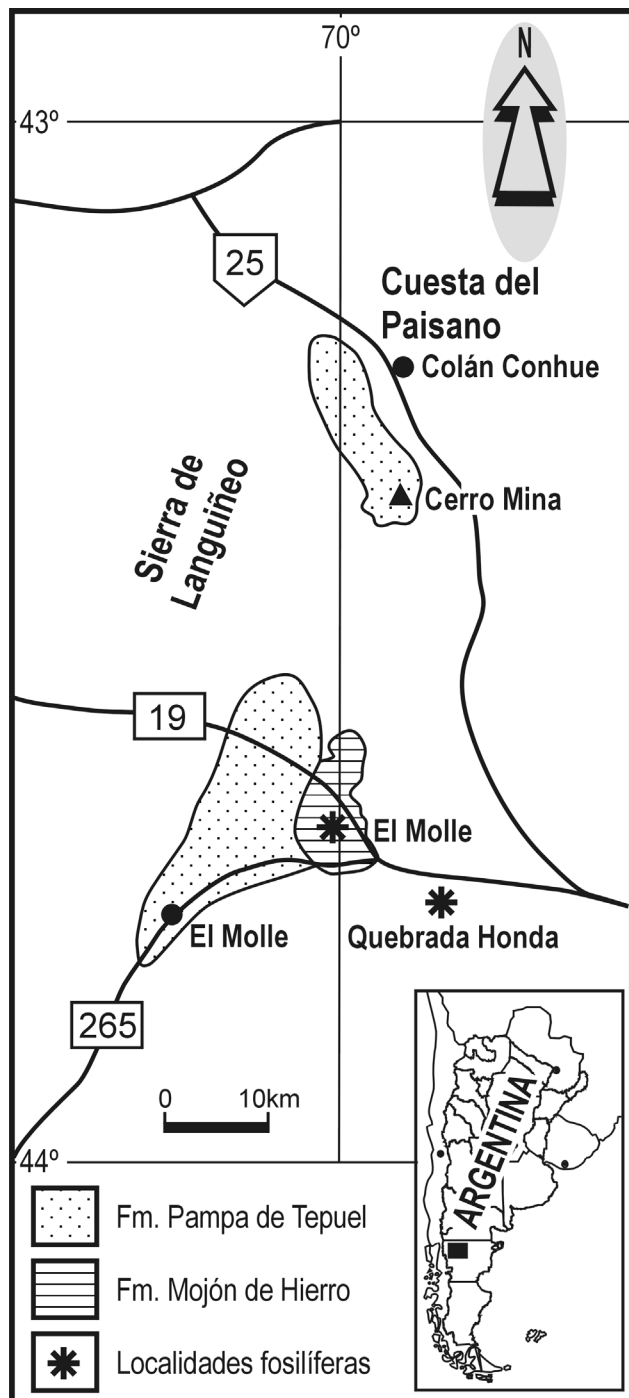 70º
N
43º
25
Cuesta del
Paisano
Colán Conhue
Cerro Mina
Sierra de
Languiñeo
19
El Molle
El Molle
Quebrada Honda
265
0 10km
44º
ARGENTINA
Fm. Pampa de Tepuel
Fm. Mojón de Hierro
Localidades fosilíferas